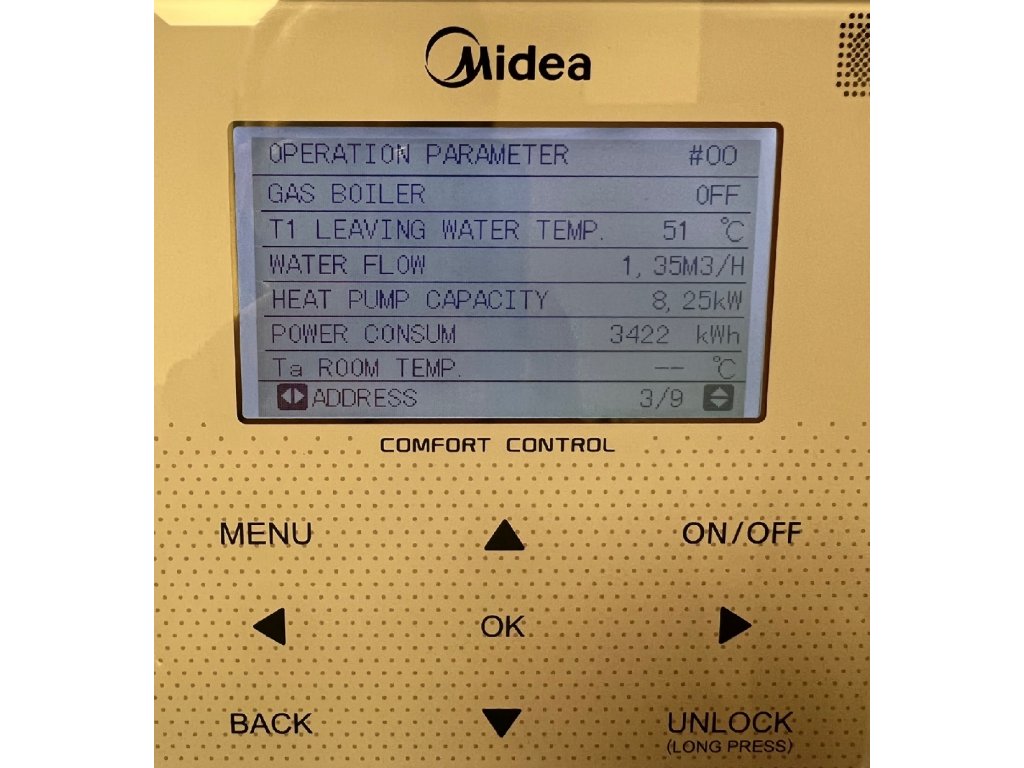 Midea
OPERATION PARAMETER #00
GAS BOILER OFF
T1 LEAVING WATER TEMP. 51 ℃
WATER FLOW 1,35M3/H
HEAT PUMP CAPACITY 8,25kW
POWER CONSUM 3422 kWh
Ta ROOM TEMP. -- ℃
ADDRESS 3/9
COMFORT CONTROL
MENU ON/OFF
OK
BACK UNLOCK
(LONG PRESS)